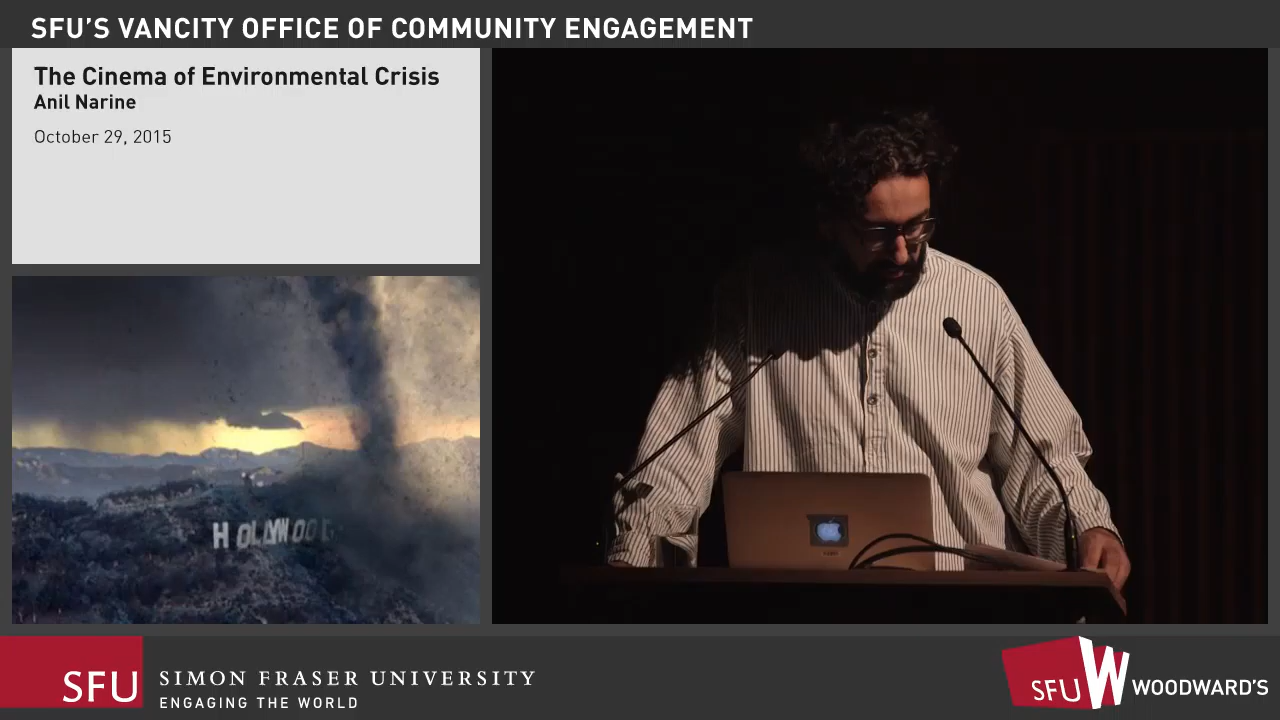 SFU'S VANCITY OFFICE OF COMMUNITY ENGAGEMENT
The Cinema of Environmental Crisis
Anil Narine
October 29, 2015
HOLLYWOOD
SFU
SIMON FRASER UNIVERSITY
ENGAGING THE WORLD
SFU W WOODWARD'S